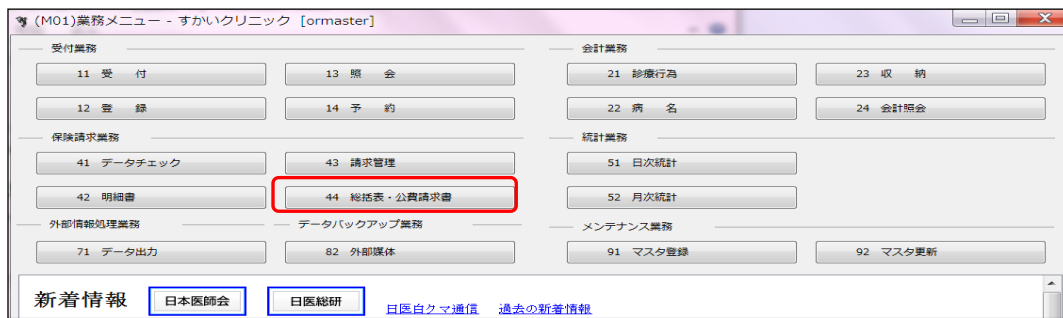 (M01)業務メニュー - すかいクリニック [ormaster]
受付業務
会計業務
11 受 付
13 照 会
21 診療行為
23 収 納
12 登 録
14 予 約
22 病 名
24 会計照会
保険請求業務
統計業務
41 データチェック
43 請求管理
51 日次統計
42 明細書
44 総括表・公費請求書
52 月次統計
外部情報処理業務
データバックアップ業務
メンテナンス業務
71 データ出力
82 外部媒体
91 マスタ登録
92 マスタ更新
新着情報
日本医師会
日医総研
日医白クマ通信
過去の新着情報